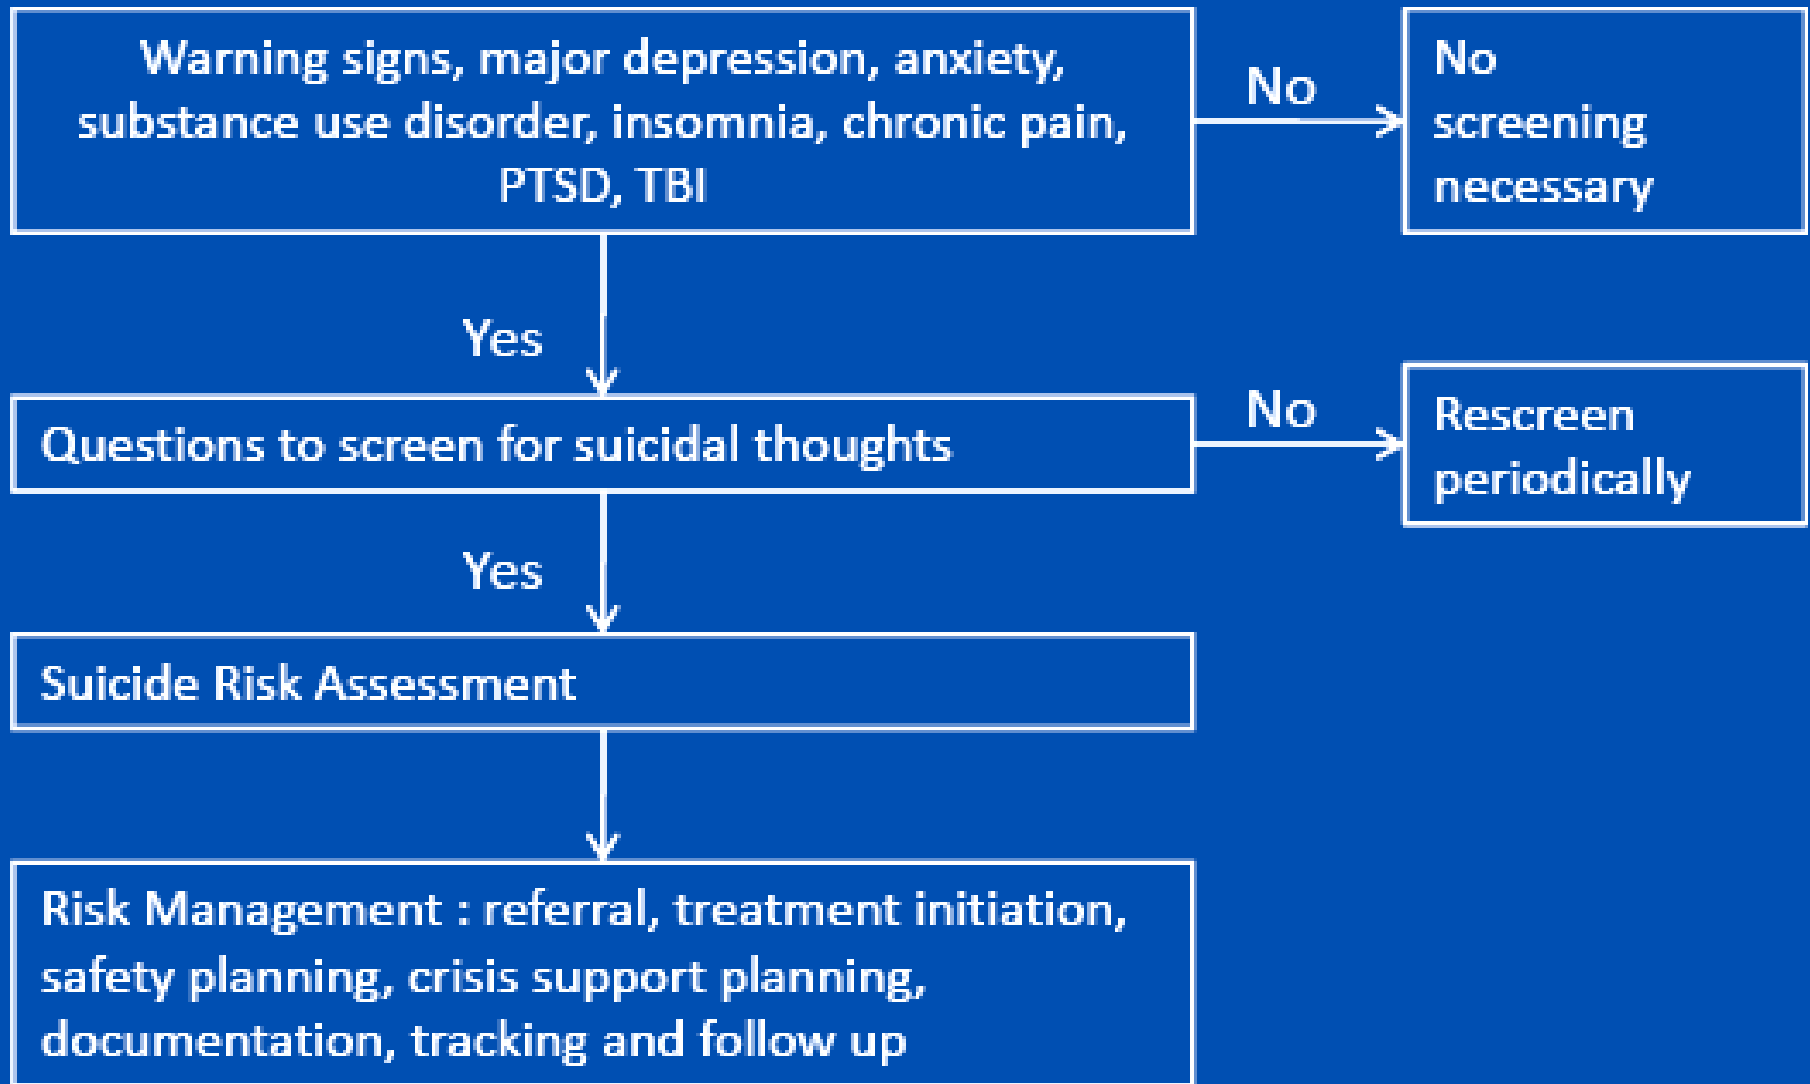 Warning signs, major depression, anxiety,
substance use disorder, insomnia, chronic pain,
PTSD, TBI
No
No
screening
necessary
Yes
Questions to screen for suicidal thoughts
No
Rescreen
periodically
Yes
Suicide Risk Assessment
Risk Management : referral, treatment initiation,
safety planning, crisis support planning,
documentation, tracking and follow up